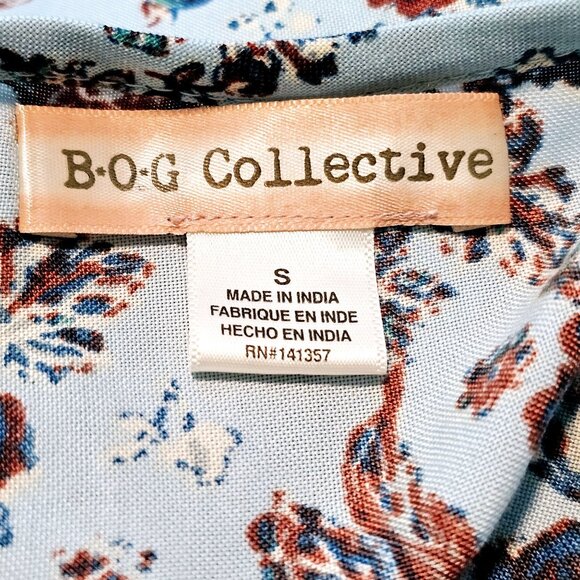 B·O·G Collective
S
MADE IN INDIA
FABRIQUE EN INDE
HECHO EN INDIA
RN#141357